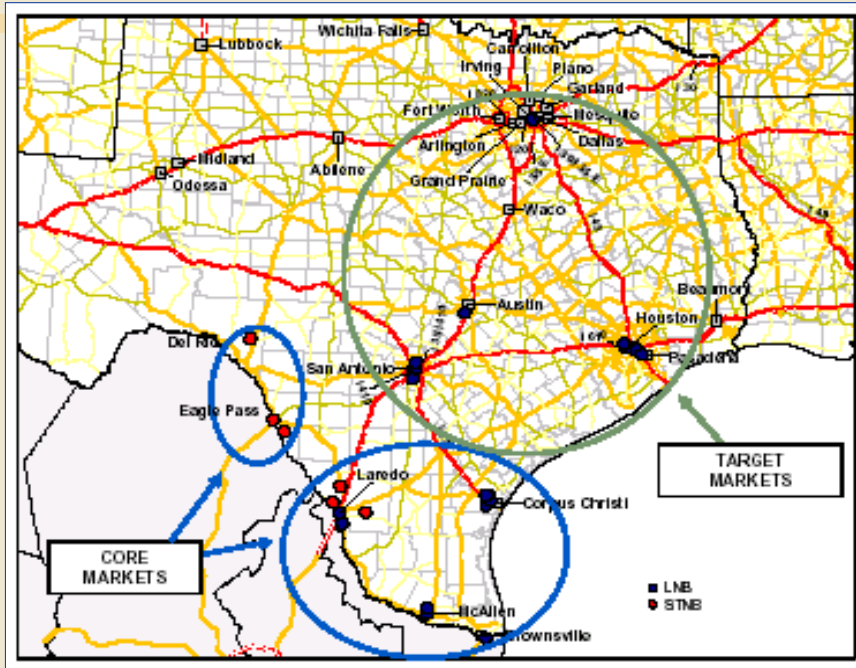 Wichita Falls
Lubbock
Carrollton
Irving
Plano
Garland
Fort Worth
Mesquite
Dallas
Arlington
Grand Prairie
Abilene
Midland
Odessa
Waco
Austin
Beaumont
Houston
Pasadena
San Antonio
Del Rio
Eagle Pass
Laredo
Corpus Christi
McAllen
Brownsville
TARGET
MARKETS
CORE
MARKETS
LNB
STNB